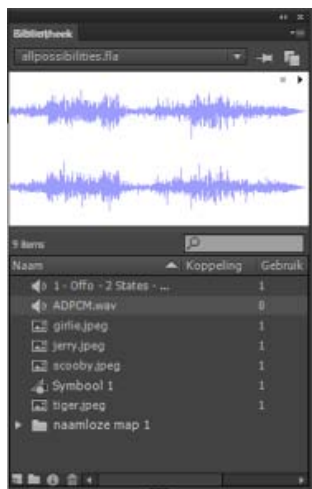 Bibliotheek
allpossibilities.fla
9 items
Naam Koppeling Gebruik
1 - Offo - 2 States - ... 1
ADPCM.wav 0
girlie.jpeg 1
jerry.jpeg 1
scooby.jpeg 1
Symbool 1 1
tiger.jpeg 1
naamloze map 1